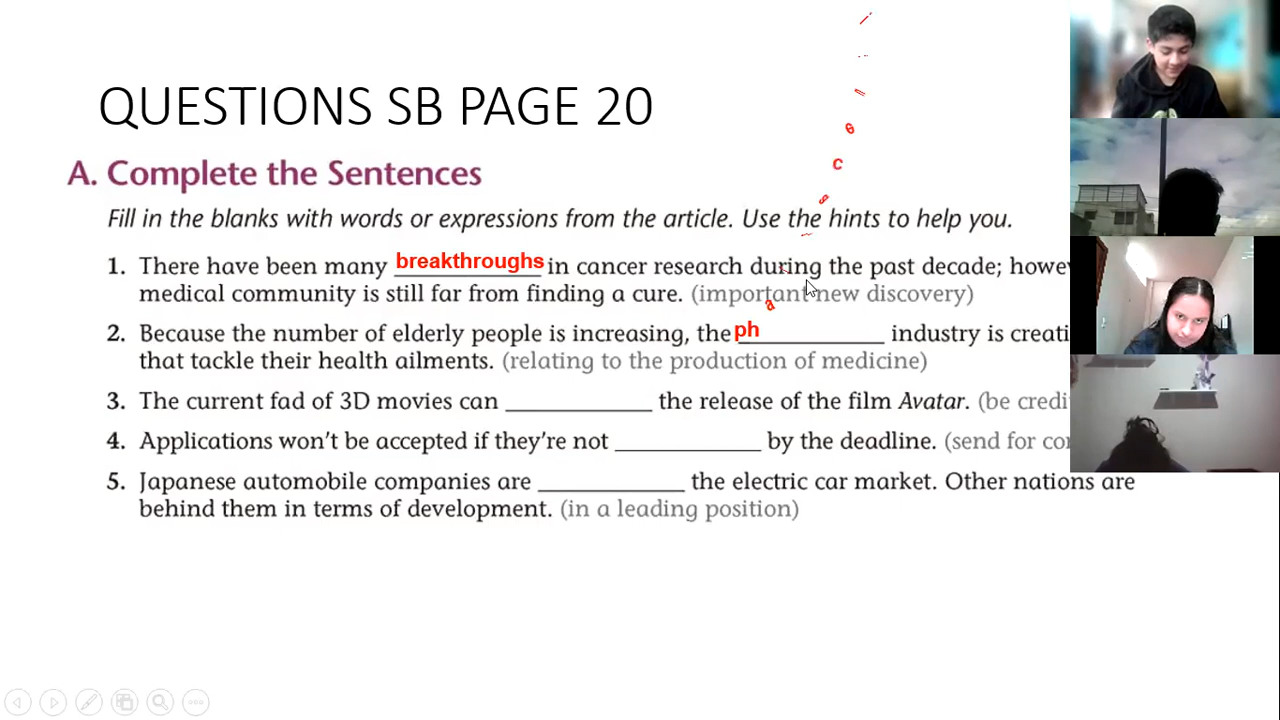 QUESTIONS SB PAGE 20
A. Complete the Sentences
Fill in the blanks with words or expressions from the article. Use the hints to help you.
1. There have been many breakthroughs in cancer research during the past decade; howe
medical community is still far from finding a cure. (important new discovery)
2. Because the number of elderly people is increasing, the ph____________ industry is creati
that tackle their health ailments. (relating to the production of medicine)
3. The current fad of 3D movies can ____________ the release of the film Avatar. (be credi
4. Applications won't be accepted if they're not ____________ by the deadline. (send for co
5. Japanese automobile companies are ____________ the electric car market. Other nations are
behind them in terms of development. (in a leading position)